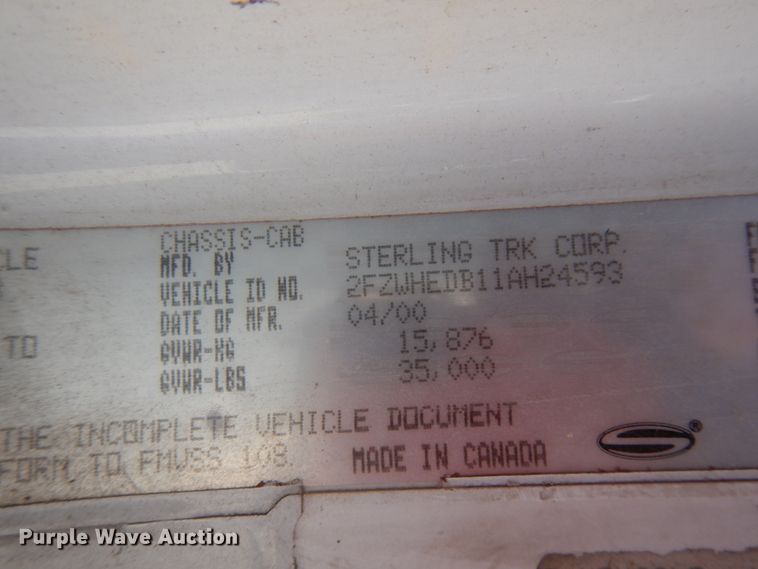 CHASSIS-CAB
CLE MFD. BY STERLING TRK CORP.
VEHICLE ID NO. 2FZWHEDB11AH24593
DATE OF MFR. 04/00
TO GVWR-KG 15,876
GVWR-LBS 35,000
THE INCOMPLETE VEHICLE DOCUMENT
FORM TO FMVSS 108. MADE IN CANADA
®
Purple Wave Auction